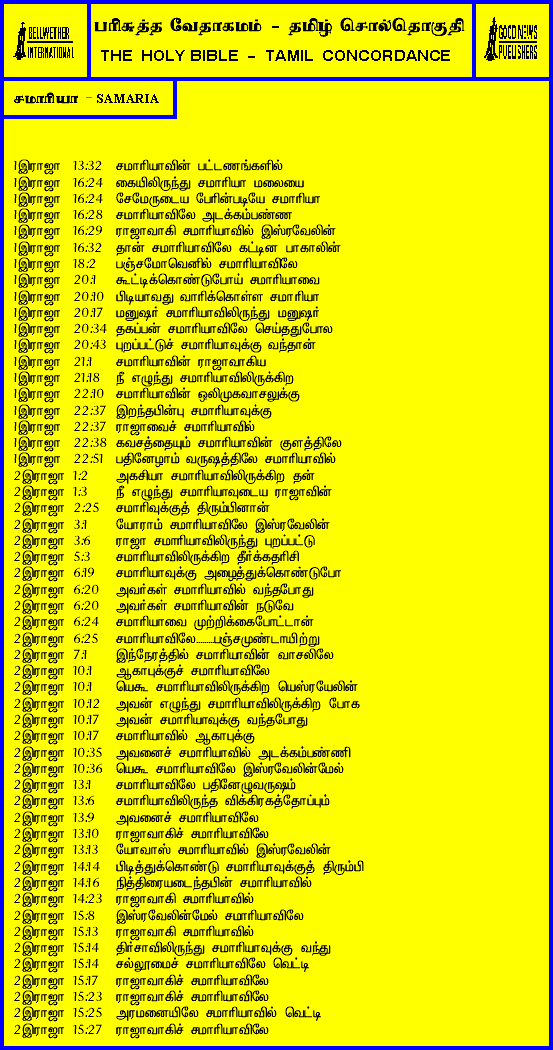 BELLWETHER
INTERNATIONAL
பரிசுத்த வேதாகமம் - தமிழ் சொல்தொகுதி
THE HOLY BIBLE - TAMIL CONCORDANCE
GOOD NEWS
PUBLISHERS
சமாரியா - SAMARIA
1இராஜா 13:32 சமாரியாவின் பட்டணங்களில்
1இராஜா 16:24 கையிலிருந்து சமாரியா மலையை
1இராஜா 16:24 சேமேருடைய பேரின்படியே சமாரியா
1இராஜா 16:28 சமாரியாவிலே அடக்கம்பண்ண
1இராஜா 16:29 ராஜாவாகி சமாரியாவில் இஸ்ரவேலின்
1இராஜா 16:32 தான் சமாரியாவிலே கட்டின பாகாலின்
1இராஜா 18:2 பஞ்சமோவெனில் சமாரியாவிலே
1இராஜா 20:1 கூட்டிக்கொண்டுபோய் சமாரியாவை
1இராஜா 20:10 பிடியாவது வாரிக்கொள்ள சமாரியா
1இராஜா 20:17 மனுஷர் சமாரியாவிலிருந்து மனுஷர்
1இராஜா 20:34 தகப்பன் சமாரியாவிலே செய்ததுபோல
1இராஜா 20:43 புறப்பட்டுச் சமாரியாவுக்கு வந்தான்
1இராஜா 21:1 சமாரியாவின் ராஜாவாகிய
1இராஜா 21:18 நீ எழுந்து சமாரியாவிலிருக்கிற
1இராஜா 22:10 சமாரியாவின் ஒலிமுகவாசலுக்கு
1இராஜா 22:37 இறந்தபின்பு சமாரியாவுக்கு
1இராஜா 22:37 ராஜாவைச் சமாரியாவில்
1இராஜா 22:38 கவசத்தையும் சமாரியாவின் குளத்திலே
1இராஜா 22:51 பதினேழாம் வருஷத்திலே சமாரியாவில்
2இராஜா 1:2 அகசியா சமாரியாவிலிருக்கிற தன்
2இராஜா 1:3 நீ எழுந்து சமாரியாவுடைய ராஜாவின்
2இராஜா 2:25 சமாரிவுக்குத் திரும்பினான்
2இராஜா 3:1 யோராம் சமாரியாவிலே இஸ்ரவேலின்
2இராஜா 3:6 ராஜா சமாரியாவிலிருந்து புறப்பட்டு
2இராஜா 5:3 சமாரியாவிலிருக்கிற தீர்க்கதரிசி
2இராஜா 6:19 சமாரியாவுக்கு அழைத்துக்கொண்டுபோ
2இராஜா 6:20 அவர்கள் சமாரியாவில் வந்தபோது
2இராஜா 6:20 அவர்கள் சமாரியாவின் நடுவே
2இராஜா 6:24 சமாரியாவை முற்றிக்கைபோட்டான்
2இராஜா 6:25 சமாரியாவிலே........பஞ்சமுண்டாயிற்று
2இராஜா 7:1 இந்நேரத்தில் சமாரியாவின் வாசலிலே
2இராஜா 10:1 ஆகாபுக்குச் சமாரியாவிலே
2இராஜா 10:1 யெகூ சமாரியாவிலிருக்கிற யெஸ்ரயேலின்
2இராஜா 10:12 அவன் எழுந்து சமாரியாவிலிருக்கிற போக
2இராஜா 10:17 அவன் சமாரியாவுக்கு வந்தபோது
2இராஜா 10:17 சமாரியாவில் ஆகாபுக்கு
2இராஜா 10:35 அவனைச் சமாரியாவில் அடக்கம்பண்ணி
2இராஜா 10:36 யெகூ சமாரியாவிலே இஸ்ரவேலின்மேல்
2இராஜா 13:1 சமாரியாவிலே பதினேழுவருஷம்
2இராஜா 13:6 சமாரியாவிலிருந்த விக்கிரகத்தோப்பும்
2இராஜா 13:9 அவனைச் சமாரியாவிலே
2இராஜா 13:10 ராஜாவாகிச் சமாரியாவிலே
2இராஜா 13:13 யோவாஸ் சமாரியாவில் இஸ்ரவேலின்
2இராஜா 14:14 பிடித்துக்கொண்டு சமாரியாவுக்குத் திரும்பி
2இராஜா 14:16 நித்திரையடைந்தபின் சமாரியாவில்
2இராஜா 14:23 ராஜாவாகி சமாரியாவில்
2இராஜா 15:8 இஸ்ரவேலின்மேல் சமாரியாவிலே
2இராஜா 15:13 ராஜாவாகி சமாரியாவில்
2இராஜா 15:14 திர்சாவிலிருந்து சமாரியாவுக்கு வந்து
2இராஜா 15:14 சல்லூமைச் சமாரியாவிலே வெட்டி
2இராஜா 15:17 ராஜாவாகிச் சமாரியாவிலே
2இராஜா 15:23 ராஜாவாகிச் சமாரியாவிலே
2இராஜா 15:25 அரமனையிலே சமாரியாவில் வெட்டி
2இராஜா 15:27 ராஜாவாகிச் சமாரியாவிலே